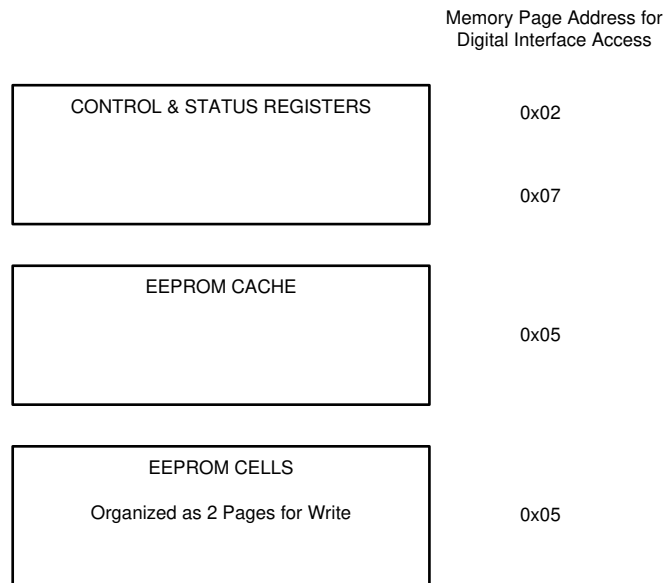 Memory Page Address for
Digital Interface Access
CONTROL & STATUS REGISTERS
0x02
0x07
EEPROM CACHE
0x05
EEPROM CELLS
Organized as 2 Pages for Write
0x05